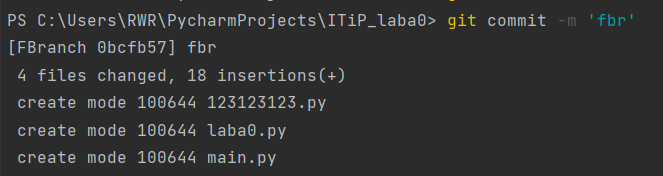 PS C:\Users\RWR\PycharmProjects\ITiP_laba0> git commit -m 'fbr'
[FBranch 0bcfb57] fbr
 4 files changed, 18 insertions(+)
 create mode 100644 123123123.py
 create mode 100644 laba0.py
 create mode 100644 main.py